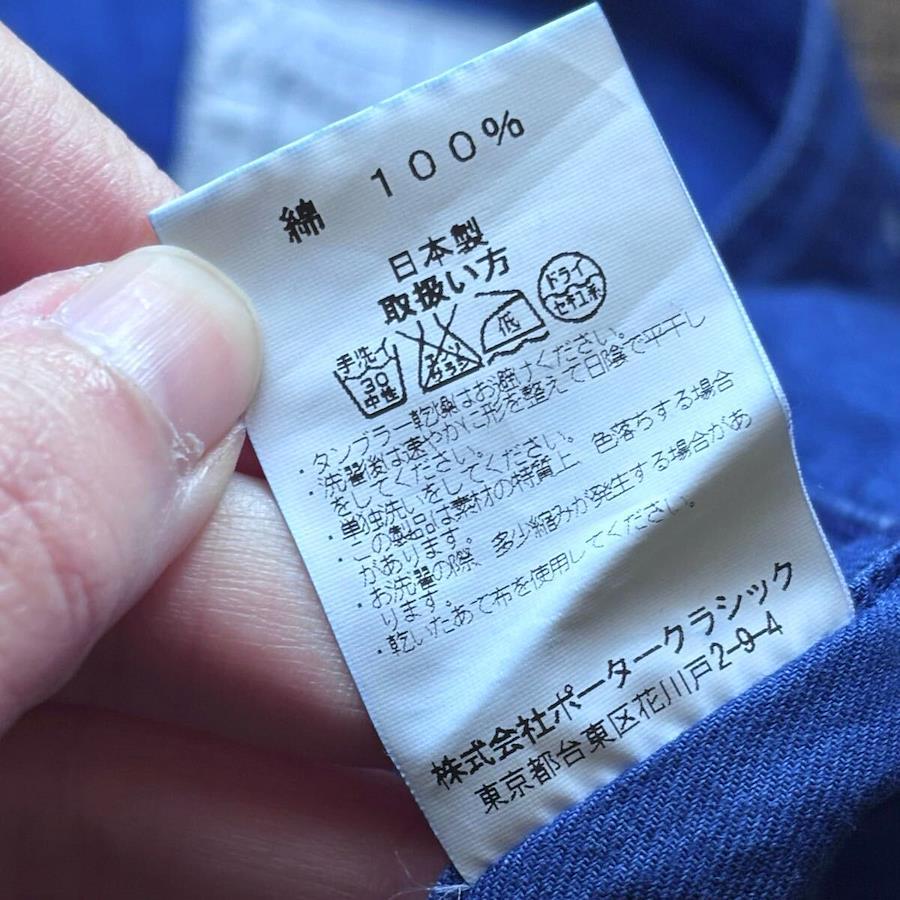 綿 100%
日本製
取扱い方
手洗イ
30
中性
エンソ
サラシ
低
ドライ
セキユ系
・タンブラー乾燥はお避けください。
・洗濯後は速やかに形を整えて日陰で平干し
をしてください。
・単独洗いをしてください。
・この製品は素材の特質上、色落ちする場合
があります。
・お洗濯の際、多少縮みが発生する場合があ
ります。
・乾いたあて布を使用してください。
株式会社ポータークラシック
東京都台東区花川戸2-9-4